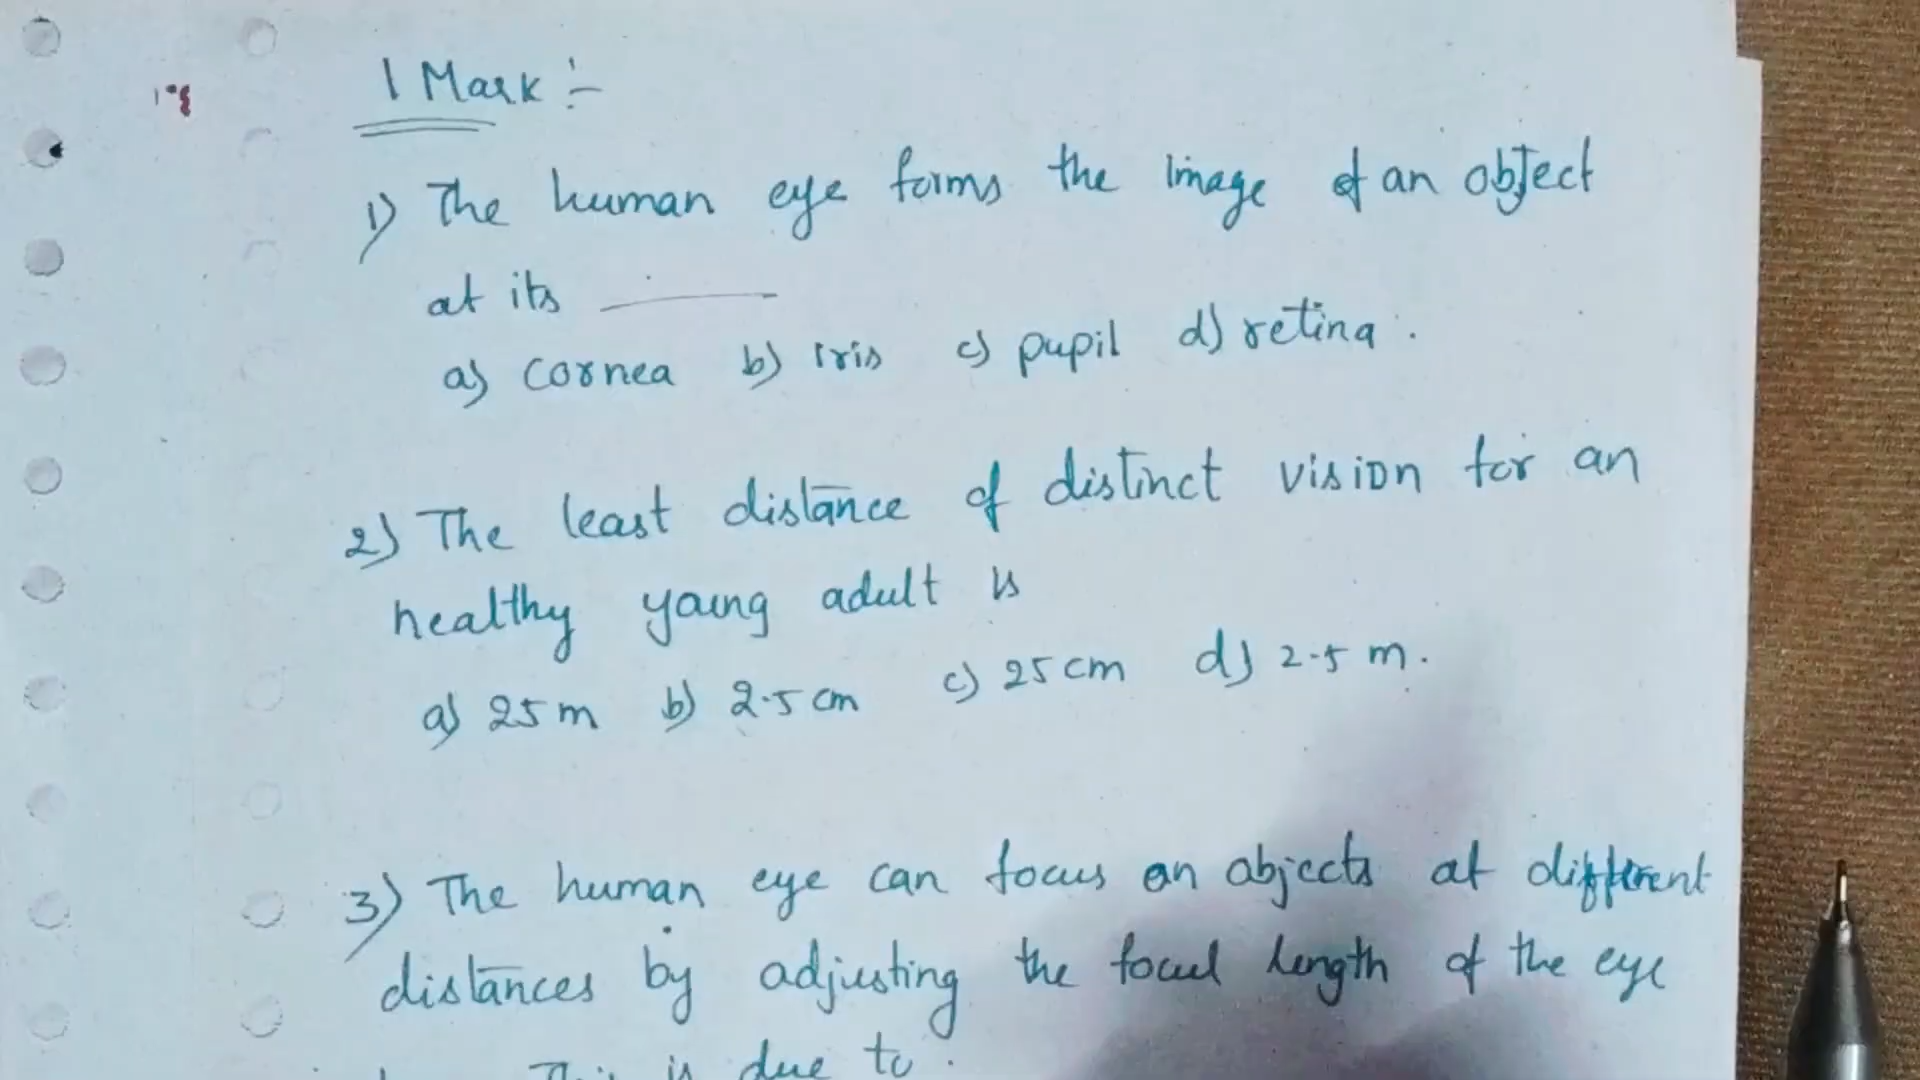 1 Mark :-
1) The human eye forms the image of an object
at its ______
a) cornea b) Iris c) pupil d) retina.
2) The least distance of distinct vision for an
healthy young adult is
a) 25 m b) 2.5 cm c) 25 cm d) 2.5 m.
3) The human eye can focus on objects at different
distances by adjusting the focul length of the eye
This is due to.